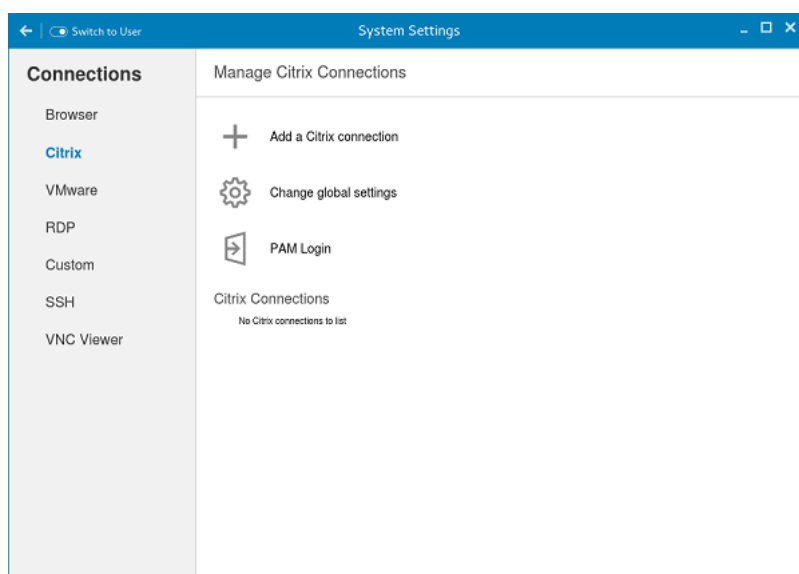 Switch to User
System Settings
Connections
Browser
Citrix
VMware
RDP
Custom
SSH
VNC Viewer
Manage Citrix Connections
Add a Citrix connection
Change global settings
PAM Login
Citrix Connections
No Citrix connections to list